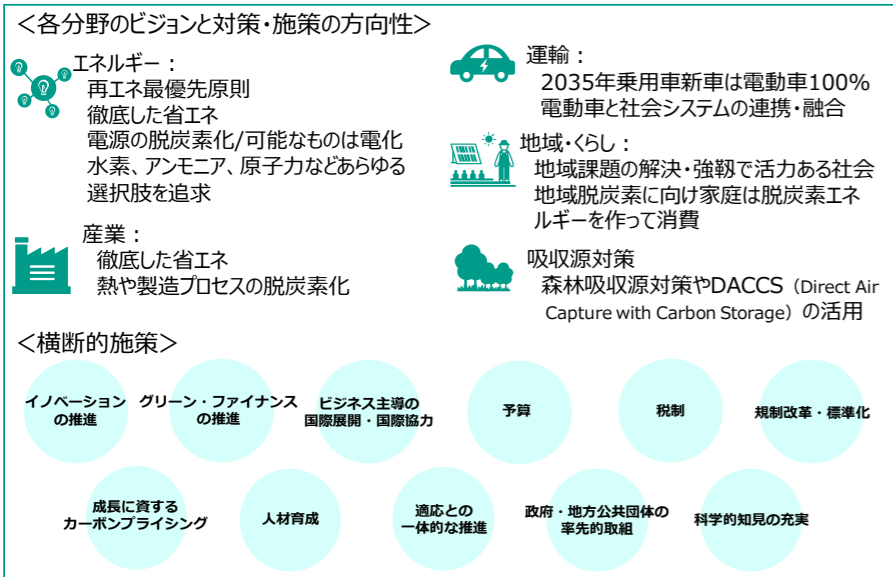 ＜各分野のビジョンと対策・施策の方向性＞
エネルギー：
再エネ最優先原則
徹底した省エネ
電源の脱炭素化/可能なものは電化
水素、アンモニア、原子力などあらゆる
選択肢を追求
産業：
徹底した省エネ
熱や製造プロセスの脱炭素化
運輸：
2035年乗用車新車は電動車100%
電動車と社会システムの連携・融合
地域・くらし：
地域課題の解決・強靱で活力ある社会
地域脱炭素に向け家庭は脱炭素エネ
ルギーを作って消費
吸収源対策
森林吸収源対策やDACCS（Direct Air
Capture with Carbon Storage）の活用
＜横断的施策＞
イノベーション
の推進
グリーン・ファイナンス
の推進
ビジネス主導の
国際展開・国際協力
予算
税制
規制改革・標準化
成長に資する
カーボンプライシング
人材育成
適応との
一体的な推進
政府・地方公共団体の
率先的取組
科学的知見の充実